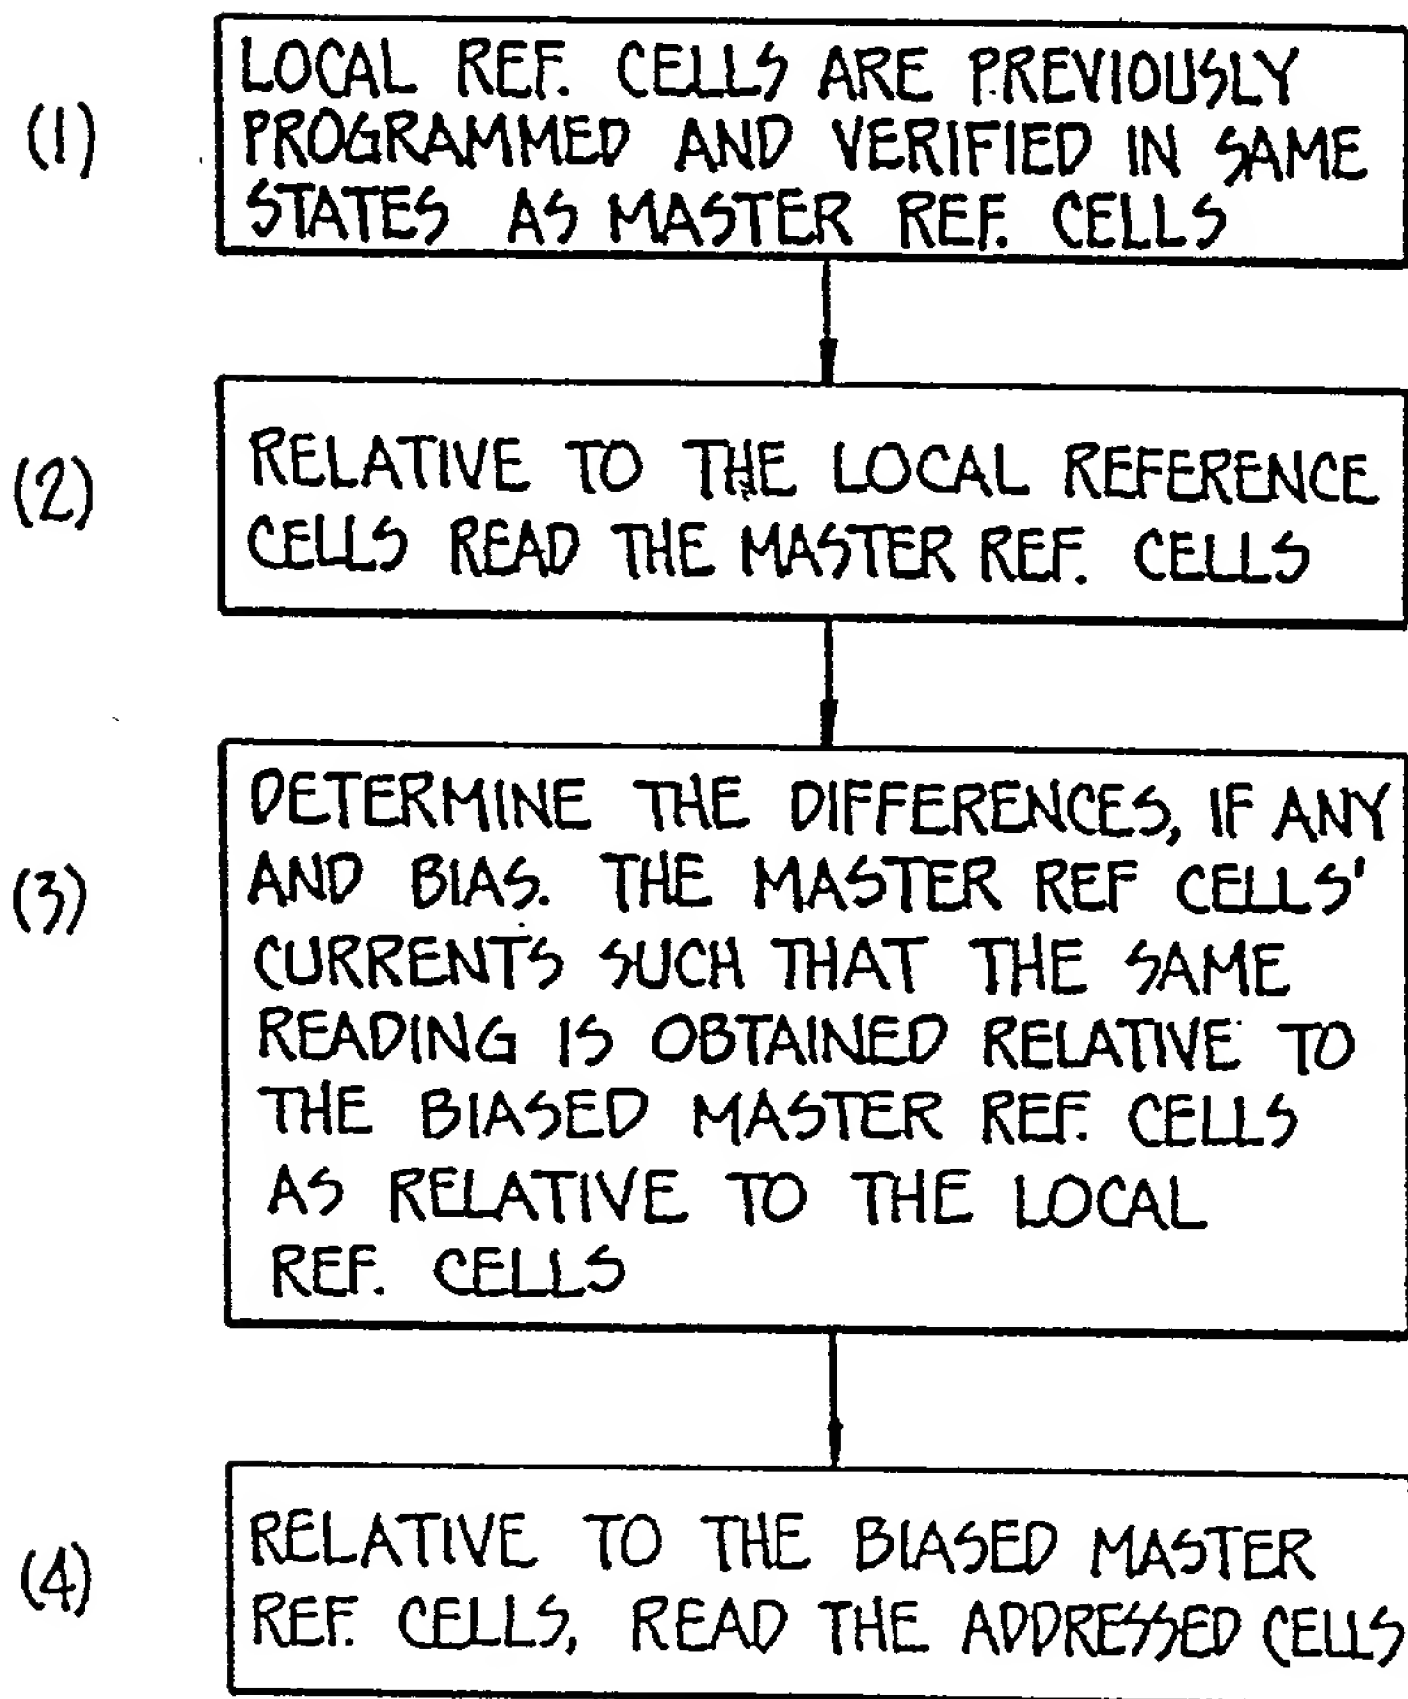 (1)
LOCAL REF. CELLS ARE PREVIOUSLY
PROGRAMMED AND VERIFIED IN SAME
STATES AS MASTER REF. CELLS
(2)
RELATIVE TO THE LOCAL REFERENCE
CELLS READ THE MASTER REF. CELLS
(3)
DETERMINE THE DIFFERENCES, IF ANY
AND BIAS. THE MASTER REF CELLS'
CURRENTS SUCH THAT THE SAME
READING IS OBTAINED RELATIVE TO
THE BIASED MASTER REF. CELLS
AS RELATIVE TO THE LOCAL
REF. CELLS
(4)
RELATIVE TO THE BIASED MASTER
REF. CELLS, READ THE ADDRESSED CELLS